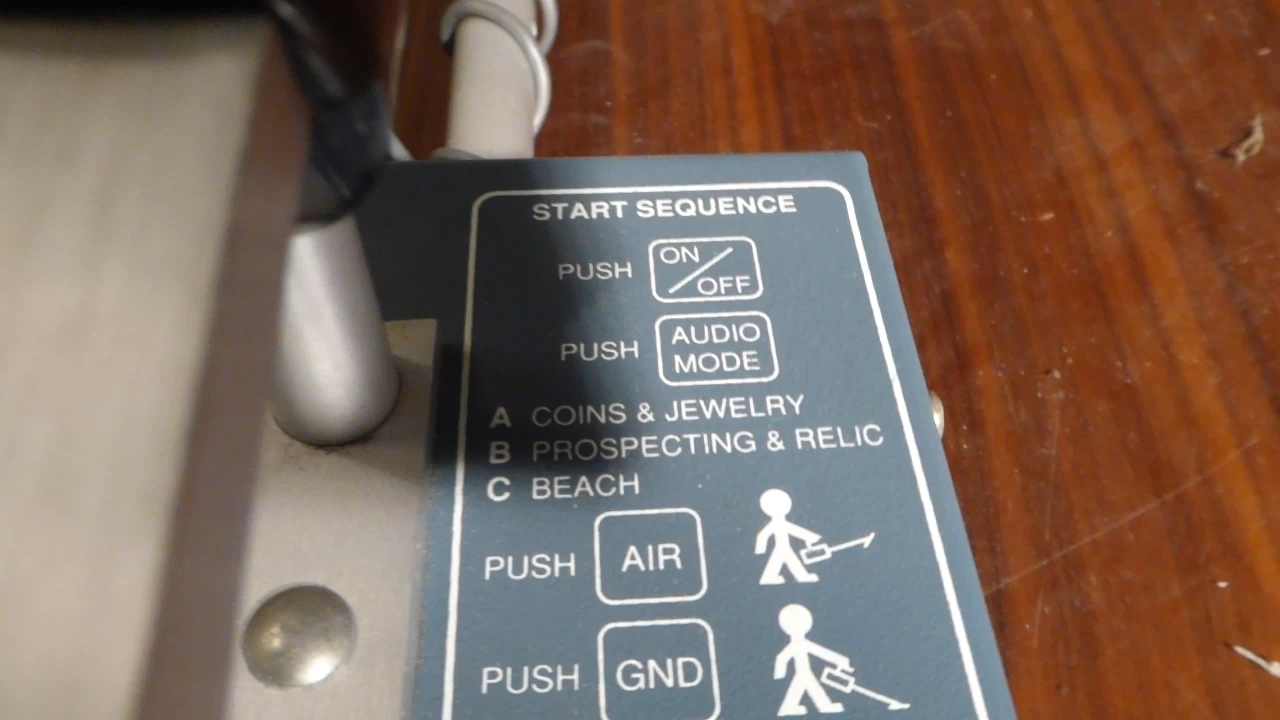 START SEQUENCE
PUSH ON/OFF
PUSH AUDIO MODE
A COINS & JEWELRY
B PROSPECTING & RELIC
C BEACH
PUSH AIR
PUSH GND